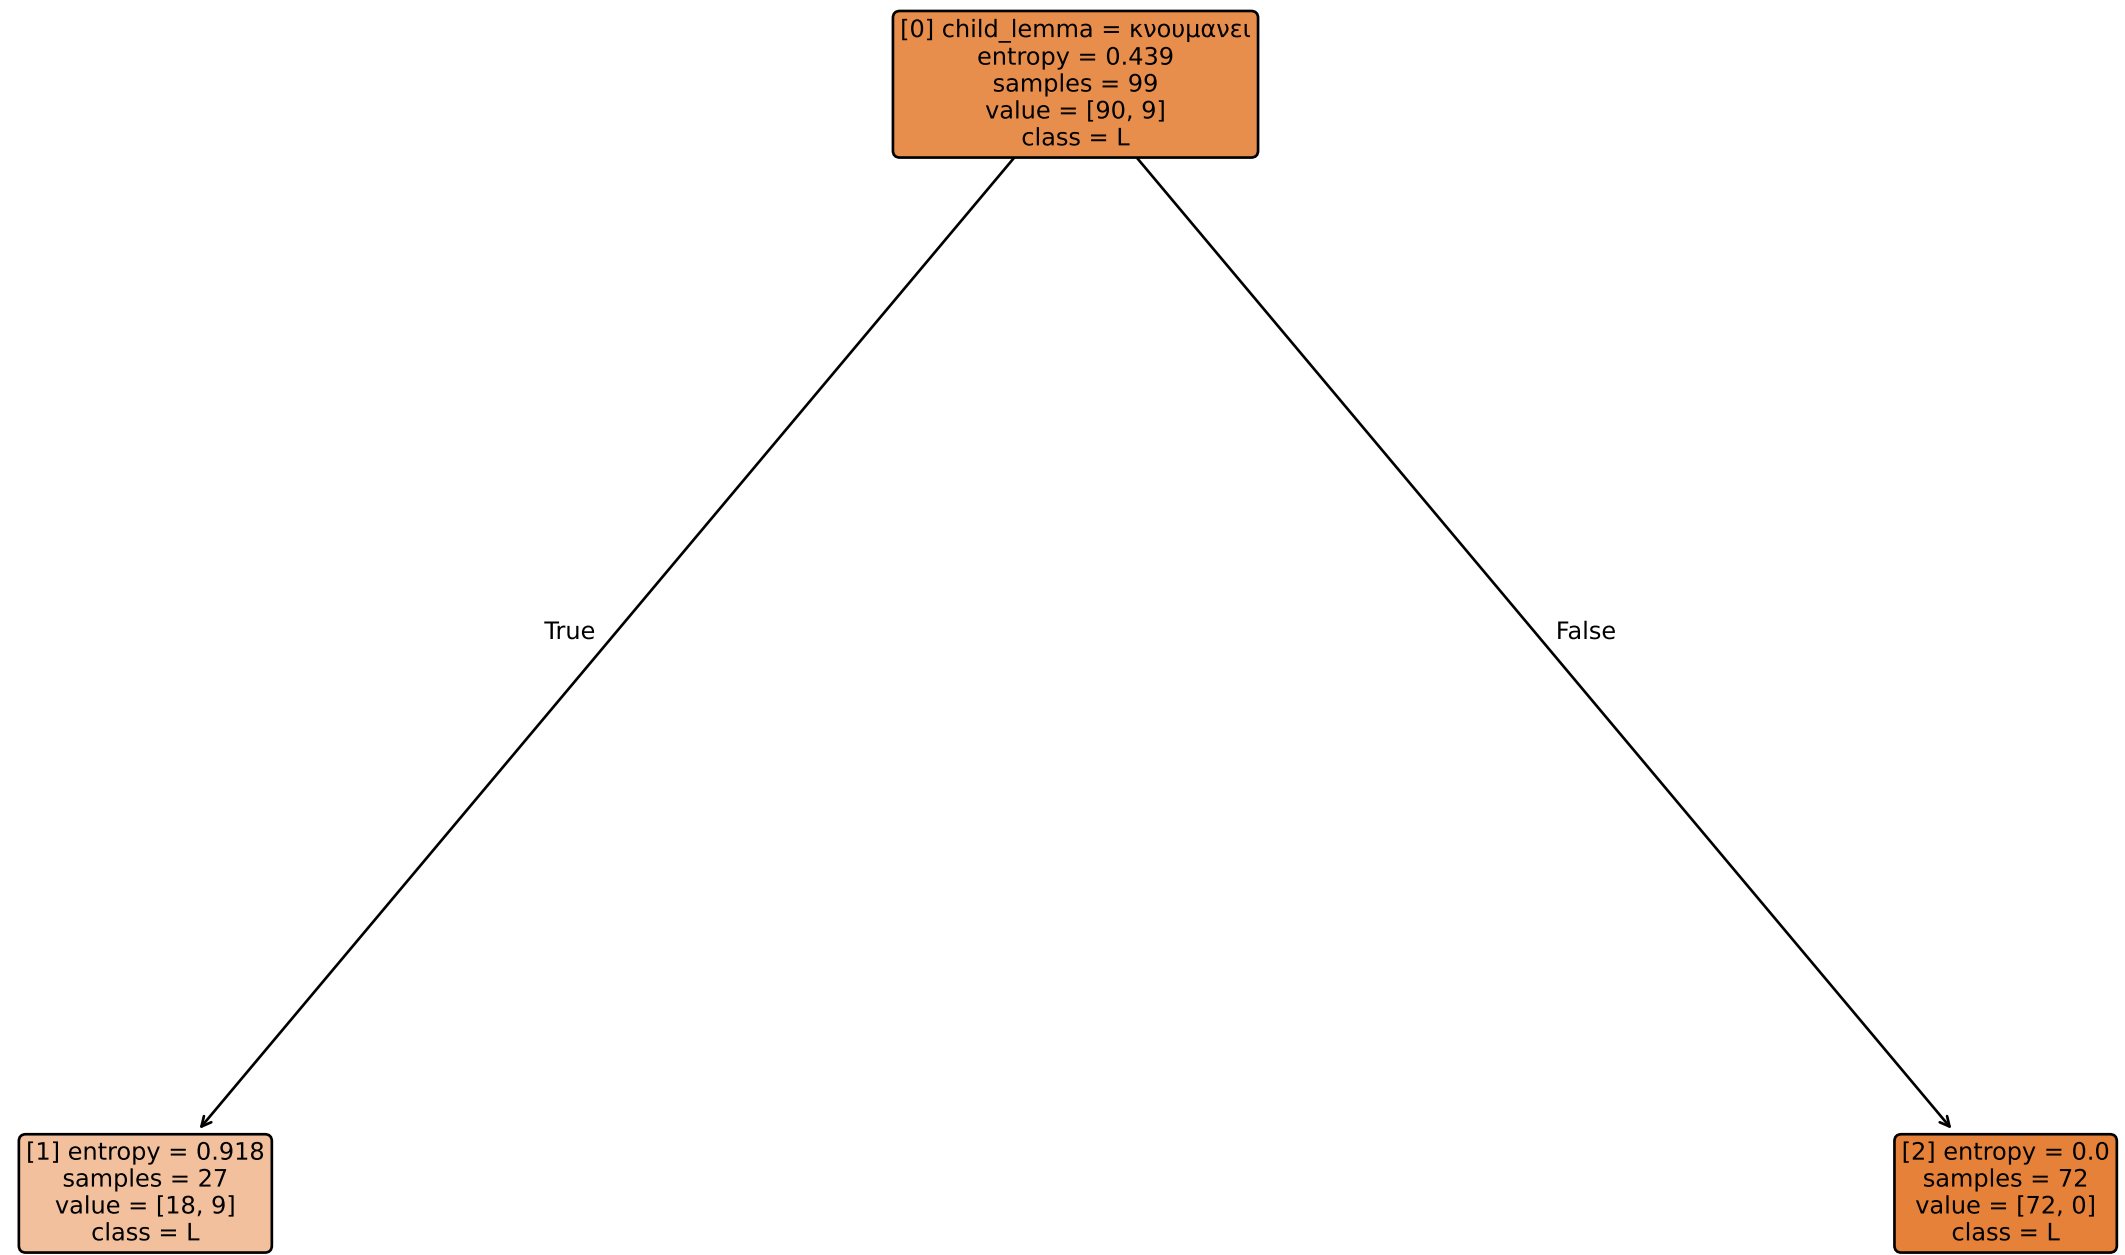 [0] child_lemma = κνουμανει
entropy = 0.439
samples = 99
value = [90, 9]
class = L
True
False
[1] entropy = 0.918
samples = 27
value = [18, 9]
class = L
[2] entropy = 0.0
samples = 72
value = [72, 0]
class = L